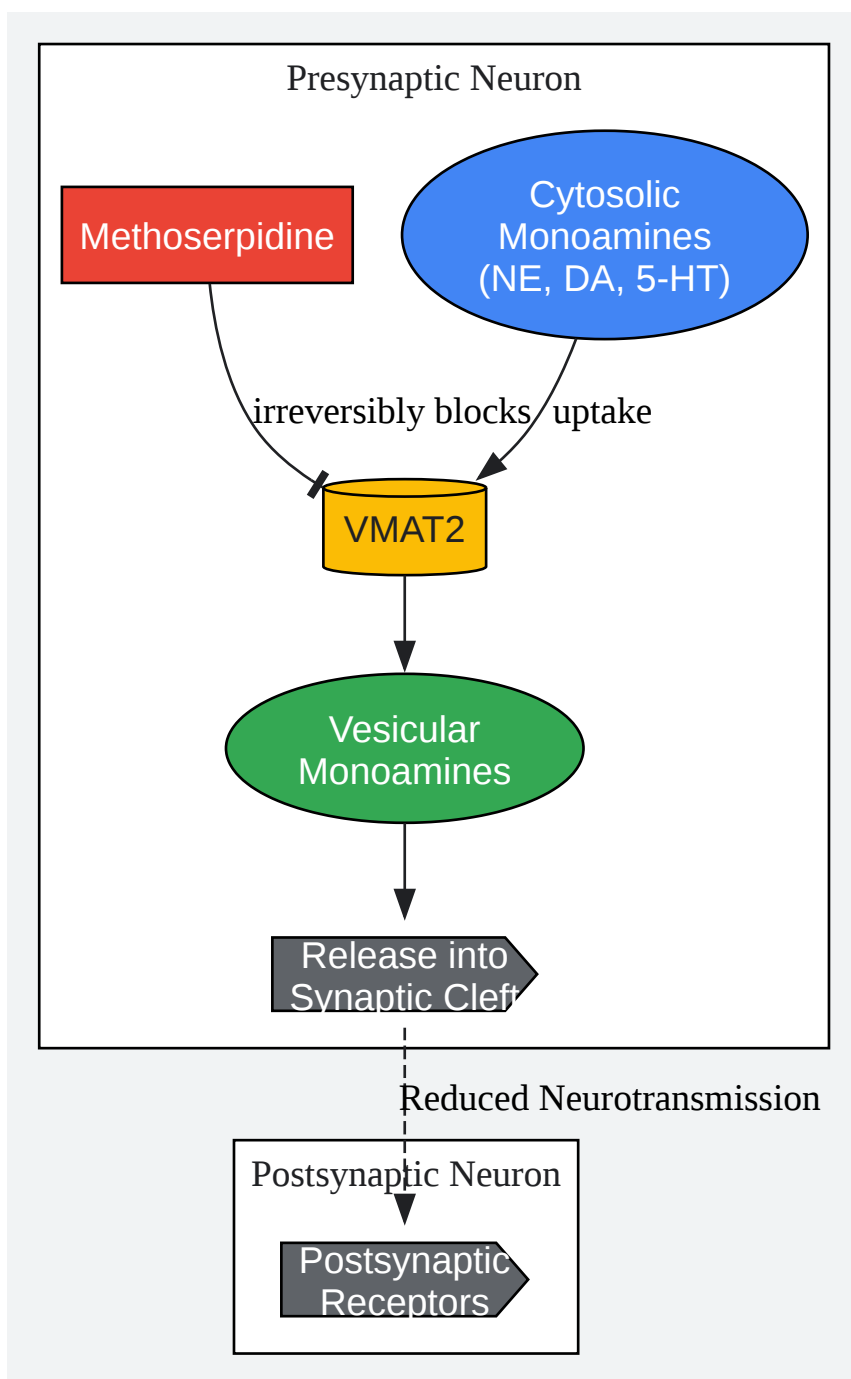 Presynaptic Neuron
Methoserpidine
Cytosolic
Monoamines
(NE, DA, 5-HT)
irreversibly blocks
uptake
VMAT2
Vesicular
Monoamines
Release into
Synaptic Cleft
Reduced Neurotransmission
Postsynaptic Neuron
Postsynaptic
Receptors